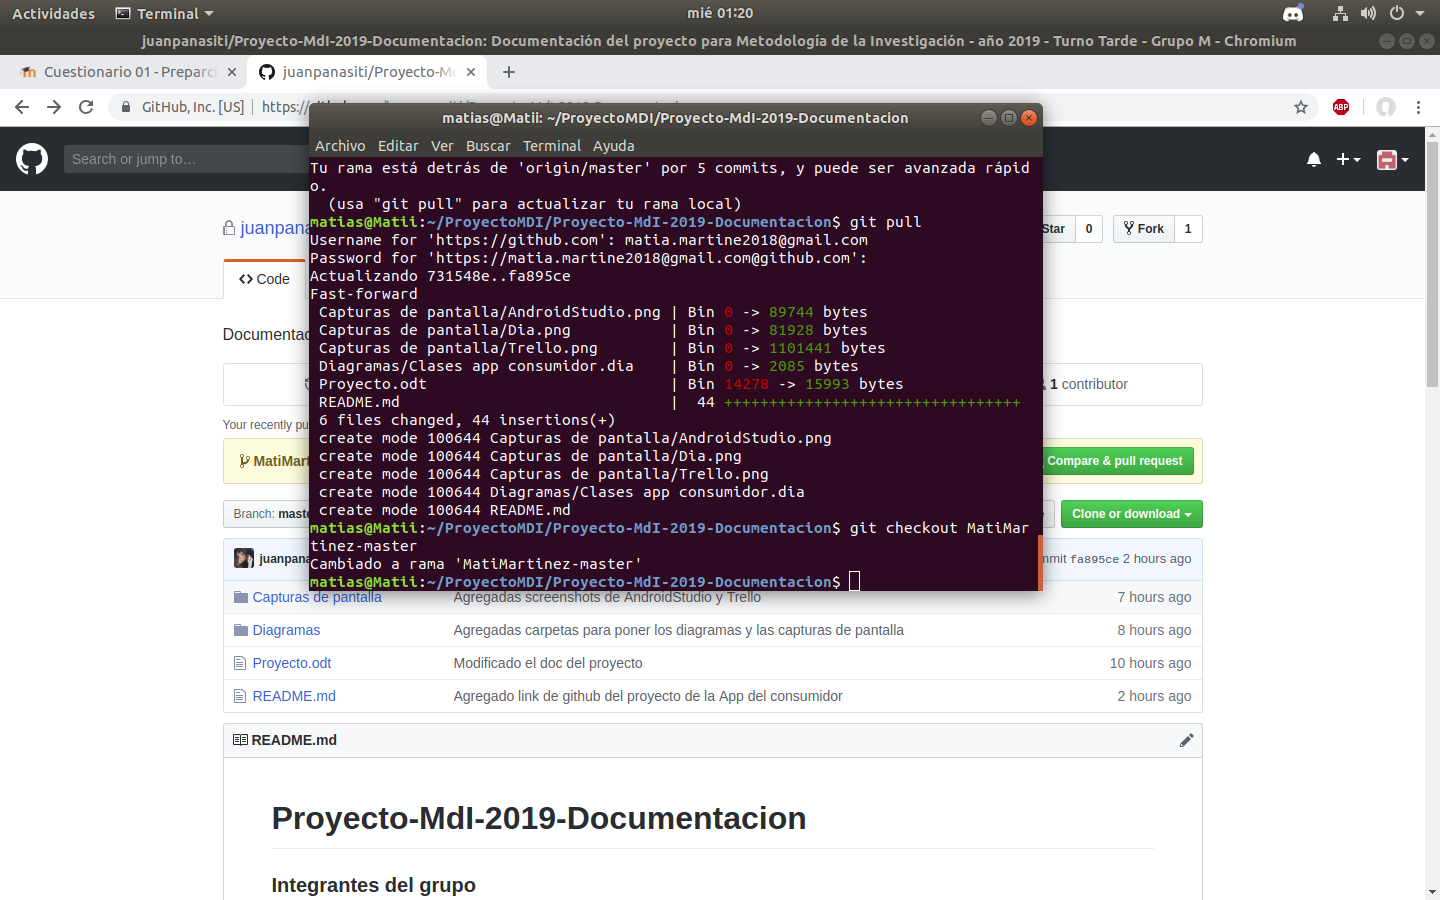 Actividades
Terminal
mié 01:20
juanpanasiti/Proyecto-MdI-2019-Documentacion: Documentación del proyecto para Metodología de la Investigación - año 2019 - Turno Tarde - Grupo M - Chromium
Cuestionario 01 - Preparci
juanpanasiti/Proyecto-M
GitHub, Inc. [US]
https://
ABP
matias@Matii: ~/ProyectoMDI/Proyecto-MdI-2019-Documentacion
Archivo Editar Ver Buscar Terminal Ayuda
Tu rama está detrás de 'origin/master' por 5 commits, y puede ser avanzada rápid
o.
(usa "git pull" para actualizar tu rama local)
matias@Matii:~/ProyectoMDI/Proyecto-MdI-2019-Documentacion$ git pull
Username for 'https://github.com': matia.martine2018@gmail.com
Password for 'https://matia.martine2018@gmail.com@github.com':
Actualizando 731548e..fa895ce
Fast-forward
Capturas de pantalla/AndroidStudio.png | Bin 0 -> 89744 bytes
Capturas de pantalla/Dia.png | Bin 0 -> 81928 bytes
Capturas de pantalla/Trello.png | Bin 0 -> 1101441 bytes
Diagramas/Clases app consumidor.dia | Bin 0 -> 2085 bytes
Proyecto.odt | Bin 14278 -> 15993 bytes
README.md | 44 +++++++++++++++++++++++++++++++++
6 files changed, 44 insertions(+)
create mode 100644 Capturas de pantalla/AndroidStudio.png
create mode 100644 Capturas de pantalla/Dia.png
create mode 100644 Capturas de pantalla/Trello.png
create mode 100644 Diagramas/Clases app consumidor.dia
create mode 100644 README.md
matias@Matii:~/ProyectoMDI/Proyecto-MdI-2019-Documentacion$ git checkout MatiMar
tinez-master
Cambiado a rama 'MatiMartinez-master'
matias@Matii:~/ProyectoMDI/Proyecto-MdI-2019-Documentacion$
Search or jump to…
juanpana
Star 0
Fork 1
Code
Documentac
1 contributor
Your recently pu
MatiMart
Compare & pull request
Branch: maste
Clone or download
juanpana
mmit fa895ce 2 hours ago
Capturas de pantalla Agregadas screenshots de AndroidStudio y Trello 7 hours ago
Diagramas Agregadas carpetas para poner los diagramas y las capturas de pantalla 8 hours ago
Proyecto.odt Modificado el doc del proyecto 10 hours ago
README.md Agregado link de github del proyecto de la App del consumidor 2 hours ago
README.md
Proyecto-MdI-2019-Documentacion
Integrantes del grupo